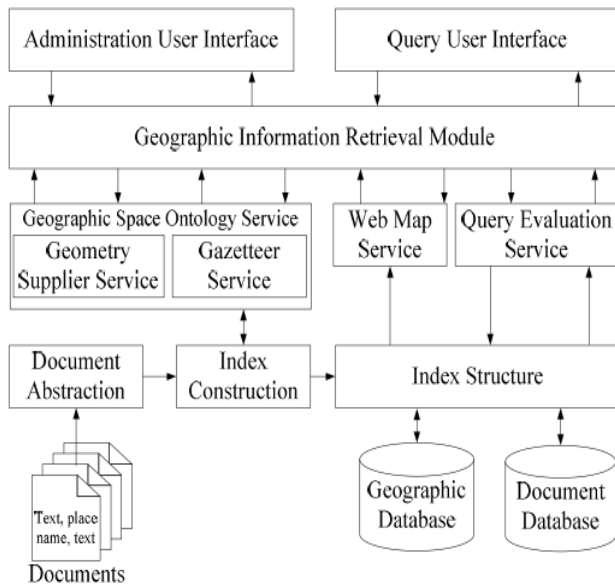 Administration User Interface
Query User Interface
Geographic Information Retrieval Module
Geographic Space Ontology Service
Geometry
Supplier Service
Gazetteer
Service
Web Map
Service
Query Evaluation
Service
Document
Abstraction
Index
Construction
Index Structure
Text, place
name, text
Documents
Geographic
Database
Document
Database